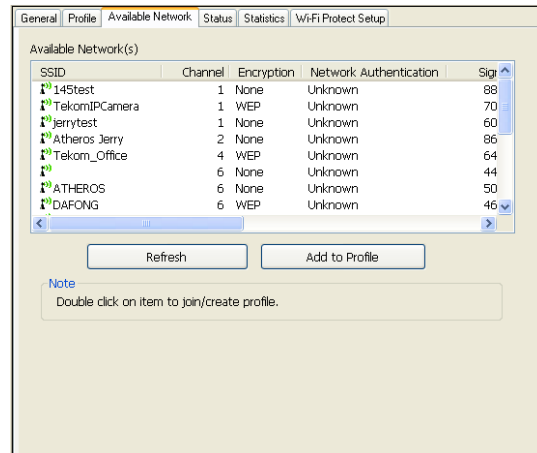 General Profile Available Network Status Statistics Wi-Fi Protect Setup
Available Network(s)
SSID Channel Encryption Network Authentication Sigr
145test 1 None Unknown 88
TekomIPCamera 1 WEP Unknown 70
jerrytest 1 None Unknown 60
Atheros Jerry 2 None Unknown 86
Tekom_Office 4 WEP Unknown 64
6 None Unknown 44
ATHEROS 6 None Unknown 50
DAFONG 6 WEP Unknown 46
Refresh Add to Profile
Note
Double click on item to join/create profile.